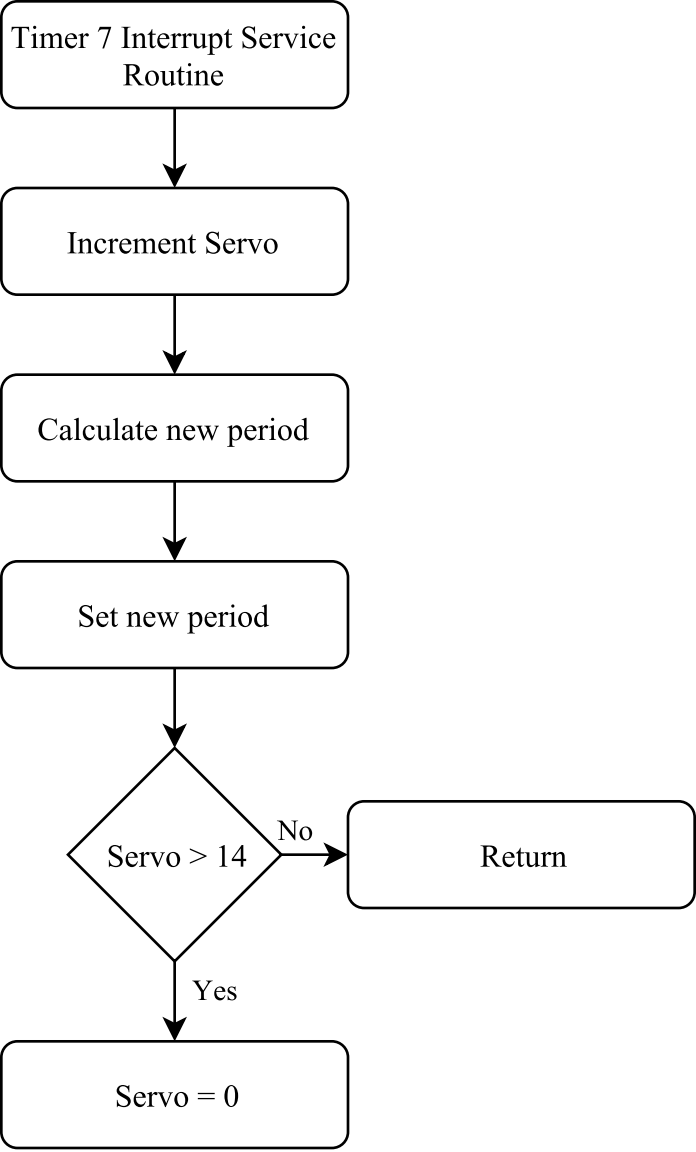 Timer 7 Interrupt Service
Routine
Increment Servo
Calculate new period
Set new period
Servo > 14
No
Return
Yes
Servo = 0